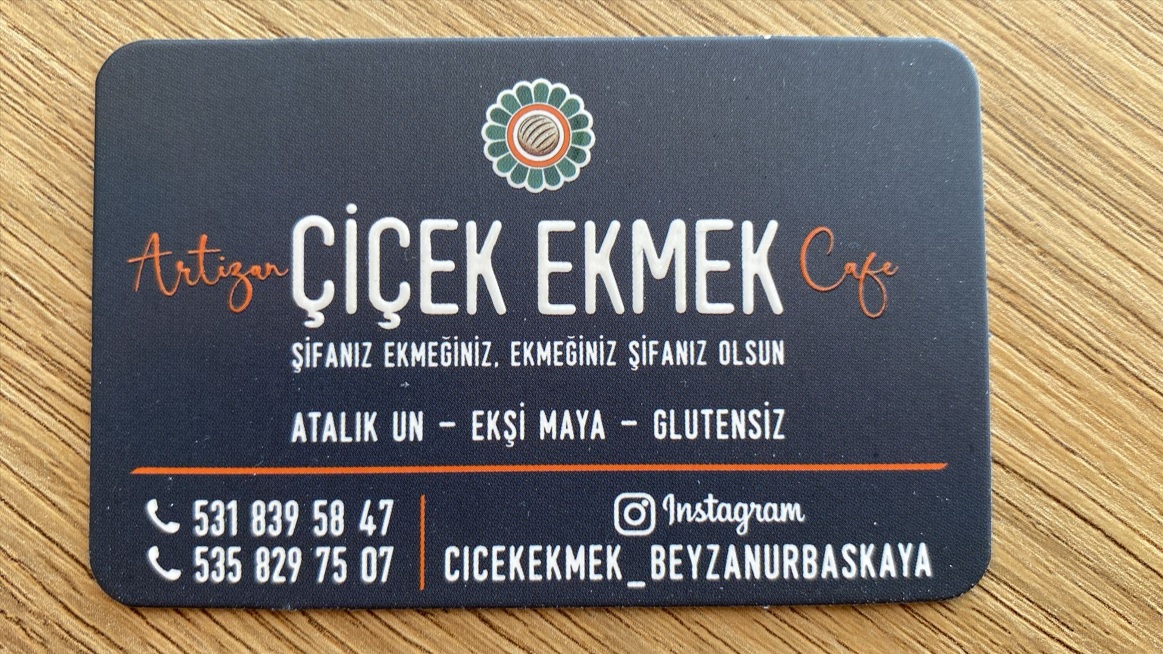 Artizan ÇİÇEK EKMEK Cafe
ŞİFANIZ EKMEĞİNİZ, EKMEĞİNİZ ŞİFANIZ OLSUN
ATALIK UN – EKŞİ MAYA – GLUTENSİZ
531 839 58 47
535 829 75 07
Instagram
CICEKEKMEK_BEYZANURBASKAYA